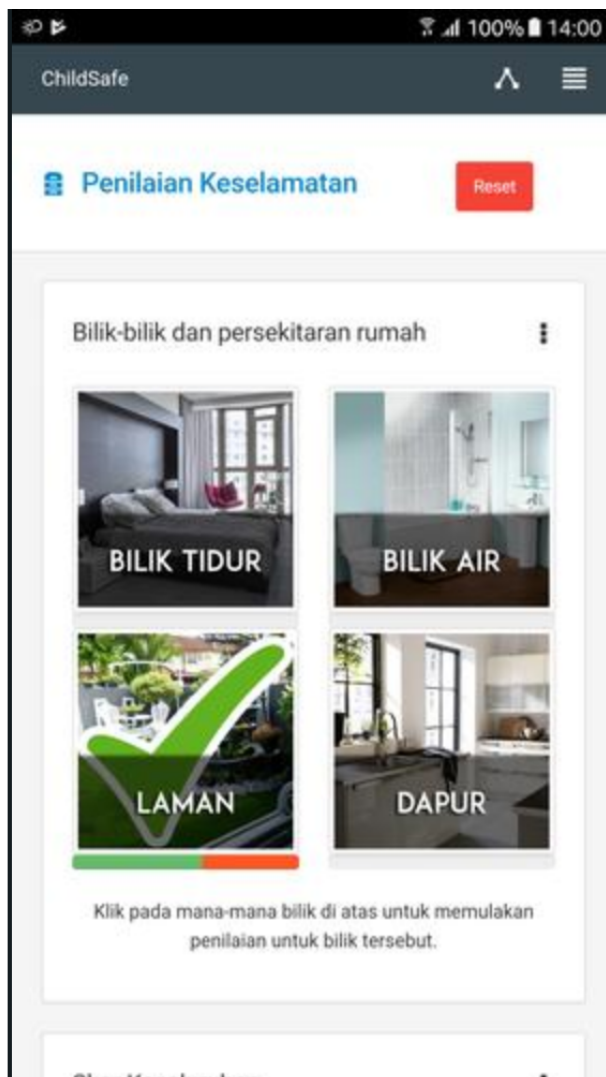 100% 14:00
ChildSafe
Penilaian Keselamatan
Reset
Bilik-bilik dan persekitaran rumah
BILIK TIDUR
BILIK AIR
LAMAN
DAPUR
Klik pada mana-mana bilik di atas untuk memulakan
penilaian untuk bilik tersebut.